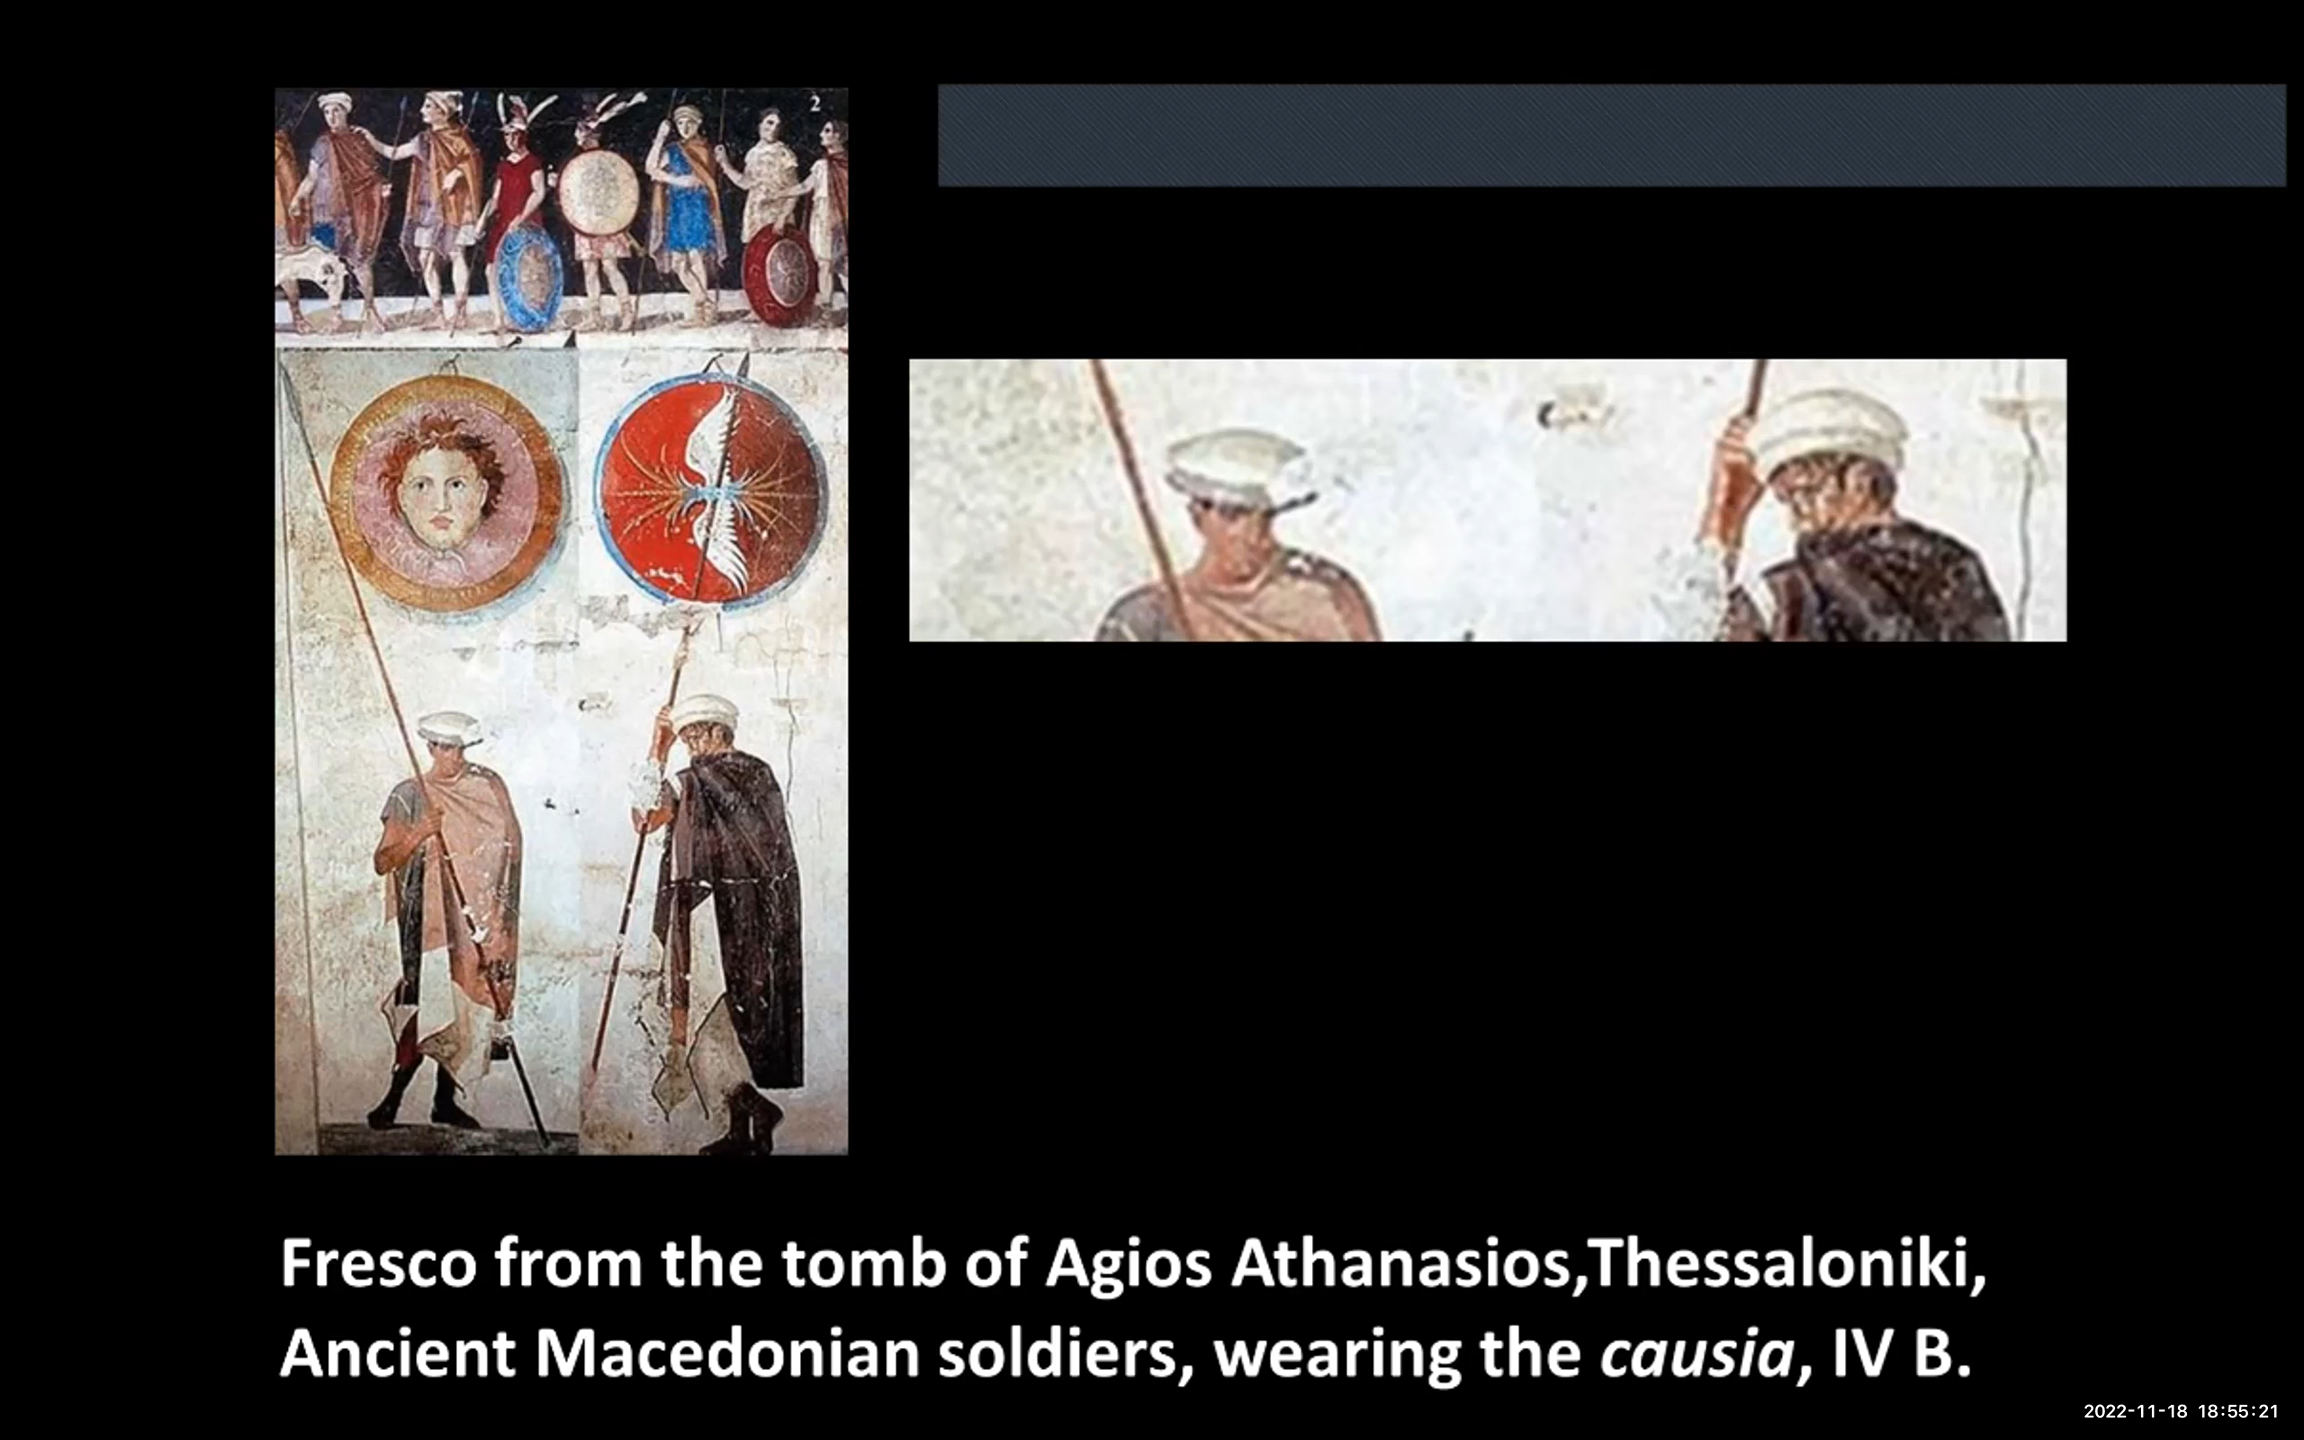 2
Fresco from the tomb of Agios Athanasios,Thessaloniki,
Ancient Macedonian soldiers, wearing the causia, IV B.
2022-11-18 18:55:21